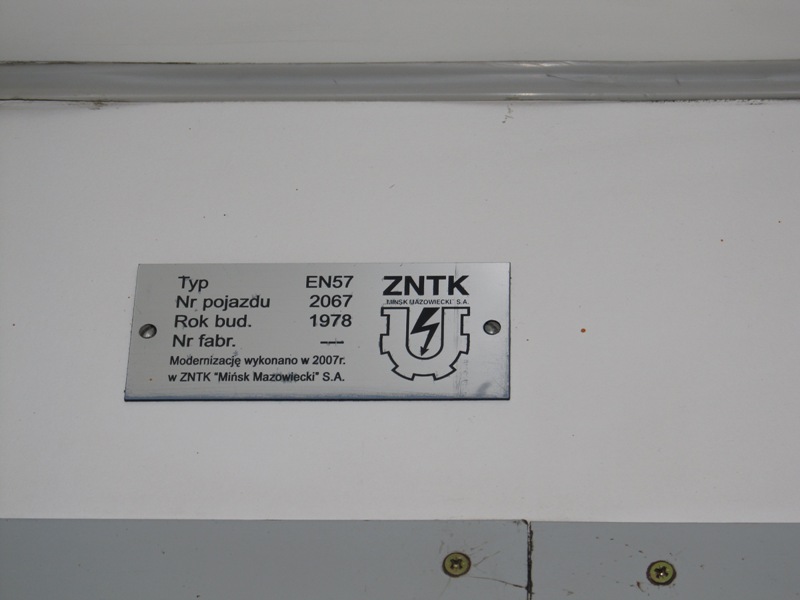 Typ EN57
Nr pojazdu 2067
Rok bud. 1978
Nr fabr. ---
Modernizację wykonano w 2007r.
w ZNTK "Mińsk Mazowiecki" S.A.
ZNTK
„MIŃSK MAZOWIECKI” S.A.